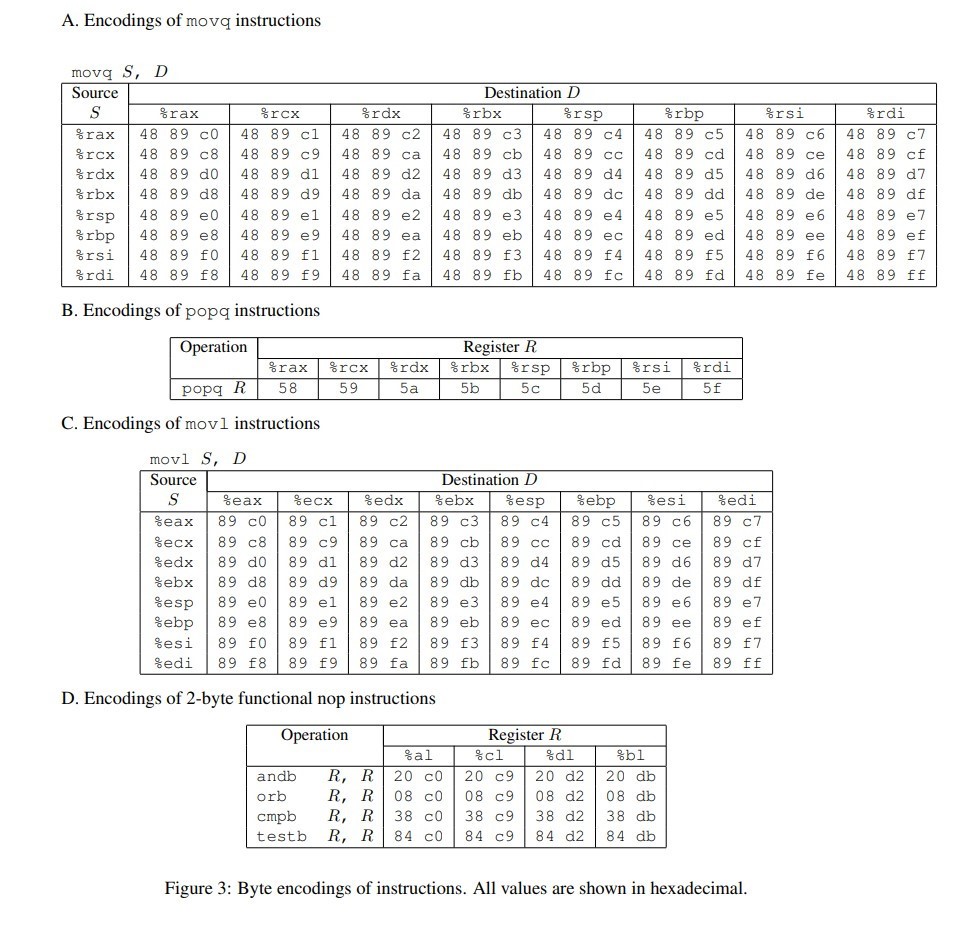 A. Encodings of movq instructions
movq S, D
Source Destination D
S %rax %rcx %rdx %rbx %rsp %rbp %rsi %rdi
%rax 48 89 c0 48 89 c1 48 89 c2 48 89 c3 48 89 c4 48 89 c5 48 89 c6 48 89 c7
%rcx 48 89 c8 48 89 c9 48 89 ca 48 89 cb 48 89 cc 48 89 cd 48 89 ce 48 89 cf
%rdx 48 89 d0 48 89 d1 48 89 d2 48 89 d3 48 89 d4 48 89 d5 48 89 d6 48 89 d7
%rbx 48 89 d8 48 89 d9 48 89 da 48 89 db 48 89 dc 48 89 dd 48 89 de 48 89 df
%rsp 48 89 e0 48 89 e1 48 89 e2 48 89 e3 48 89 e4 48 89 e5 48 89 e6 48 89 e7
%rbp 48 89 e8 48 89 e9 48 89 ea 48 89 eb 48 89 ec 48 89 ed 48 89 ee 48 89 ef
%rsi 48 89 f0 48 89 f1 48 89 f2 48 89 f3 48 89 f4 48 89 f5 48 89 f6 48 89 f7
%rdi 48 89 f8 48 89 f9 48 89 fa 48 89 fb 48 89 fc 48 89 fd 48 89 fe 48 89 ff
B. Encodings of popq instructions
Operation Register R
%rax %rcx %rdx %rbx %rsp %rbp %rsi %rdi
popq R 58 59 5a 5b 5c 5d 5e 5f
C. Encodings of movl instructions
movl S, D
Source Destination D
S %eax %ecx %edx %ebx %esp %ebp %esi %edi
%eax 89 c0 89 c1 89 c2 89 c3 89 c4 89 c5 89 c6 89 c7
%ecx 89 c8 89 c9 89 ca 89 cb 89 cc 89 cd 89 ce 89 cf
%edx 89 d0 89 d1 89 d2 89 d3 89 d4 89 d5 89 d6 89 d7
%ebx 89 d8 89 d9 89 da 89 db 89 dc 89 dd 89 de 89 df
%esp 89 e0 89 e1 89 e2 89 e3 89 e4 89 e5 89 e6 89 e7
%ebp 89 e8 89 e9 89 ea 89 eb 89 ec 89 ed 89 ee 89 ef
%esi 89 f0 89 f1 89 f2 89 f3 89 f4 89 f5 89 f6 89 f7
%edi 89 f8 89 f9 89 fa 89 fb 89 fc 89 fd 89 fe 89 ff
D. Encodings of 2-byte functional nop instructions
Operation Register R
%al %cl %dl %bl
andb R, R 20 c0 20 c9 20 d2 20 db
orb R, R 08 c0 08 c9 08 d2 08 db
cmpb R, R 38 c0 38 c9 38 d2 38 db
testb R, R 84 c0 84 c9 84 d2 84 db
Figure 3: Byte encodings of instructions. All values are shown in hexadecimal.